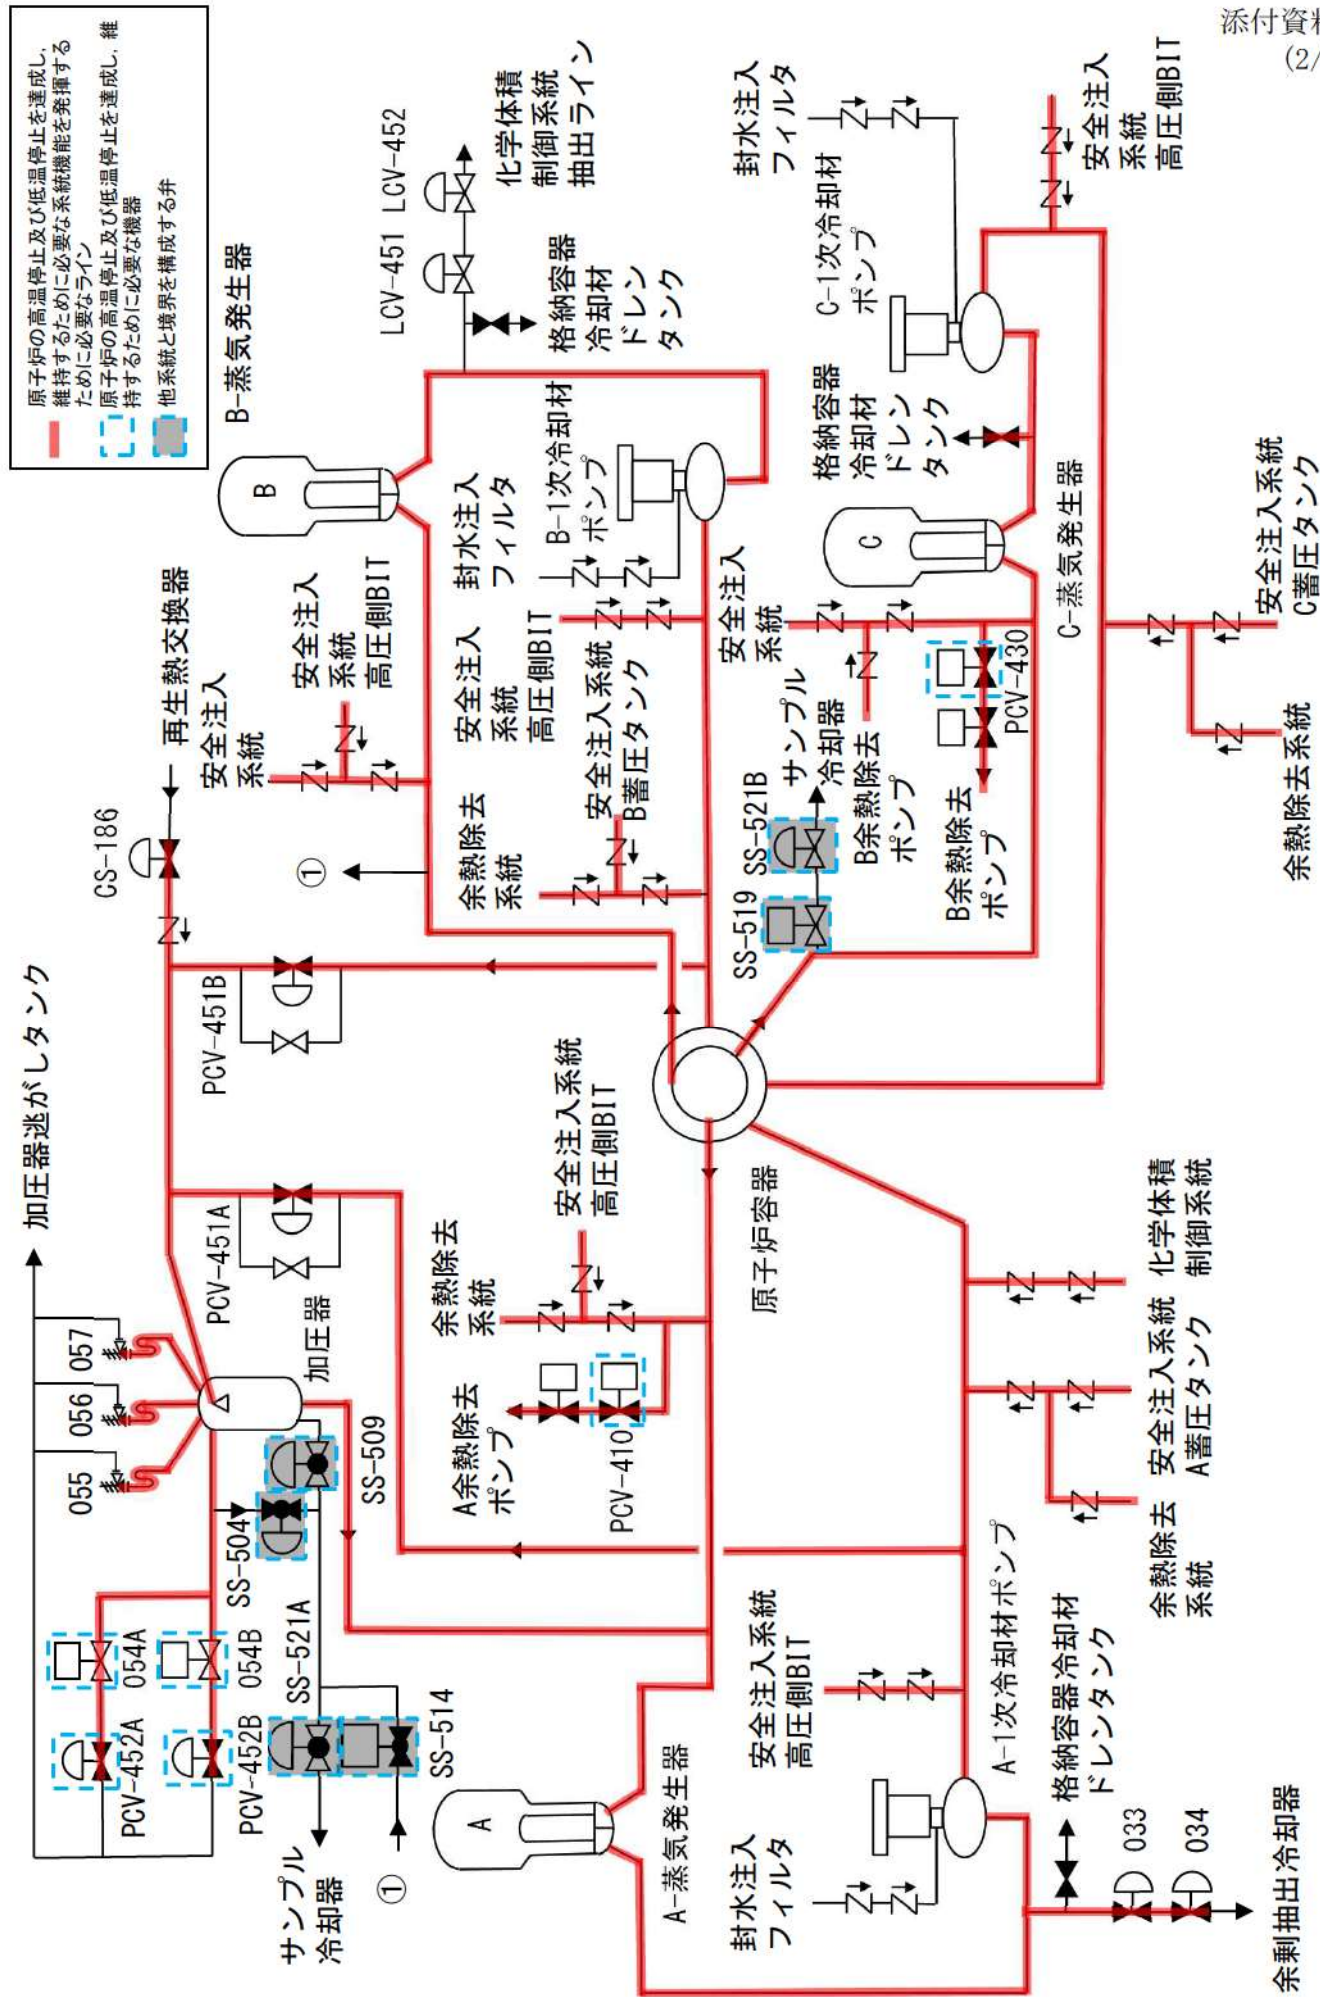 添付資料
(2/
原子炉の高温停止及び低温停止を達成し,
維持するために必要な系統機能を発揮する
ために必要なライン
原子炉の高温停止及び低温停止を達成し, 維
持するために必要な機器
他系統と境界を構成する弁
加圧器逃がしタンク
055
056
057
PCV-452A
054A
PCV-452B
054B
SS-504
SS-509
SS-521A
SS-514
サンプル
冷却器
①
加圧器
PCV-451A
PCV-451B
CS-186
再生熱交換器
安全注入
系統
安全注入
系統
高圧側BIT
①
B-蒸気発生器
B
LCV-451
LCV-452
化学体積
制御系統
抽出ライン
格納容器
冷却材
ドレン
タンク
封水注入
フィルタ
B-1次冷却材
ポンプ
安全注入
系統
高圧側BIT
余熱除去
系統
安全注入系統
B蓄圧タンク
余熱除去
系統
安全注入系統
高圧側BIT
A余熱除去
ポンプ
PCV-410
原子炉容器
SS-519
SS-521B
サンプル
冷却器
安全注入
系統
B余熱除去
ポンプ
B余熱除去
ポンプ
PCV-430
C
C-蒸気発生器
格納容器
冷却材
ドレン
タンク
C-1次冷却材
ポンプ
封水注入
フィルタ
安全注入
系統
高圧側BIT
安全注入系統
C蓄圧タンク
余熱除去系統
A
A-蒸気発生器
安全注入系統
高圧側BIT
封水注入
フィルタ
A-1次冷却材ポンプ
格納容器冷却材
ドレンタンク
033
034
余剰抽出冷却器
余熱除去
系統
安全注入系統
A蓄圧タンク
化学体積
制御系統